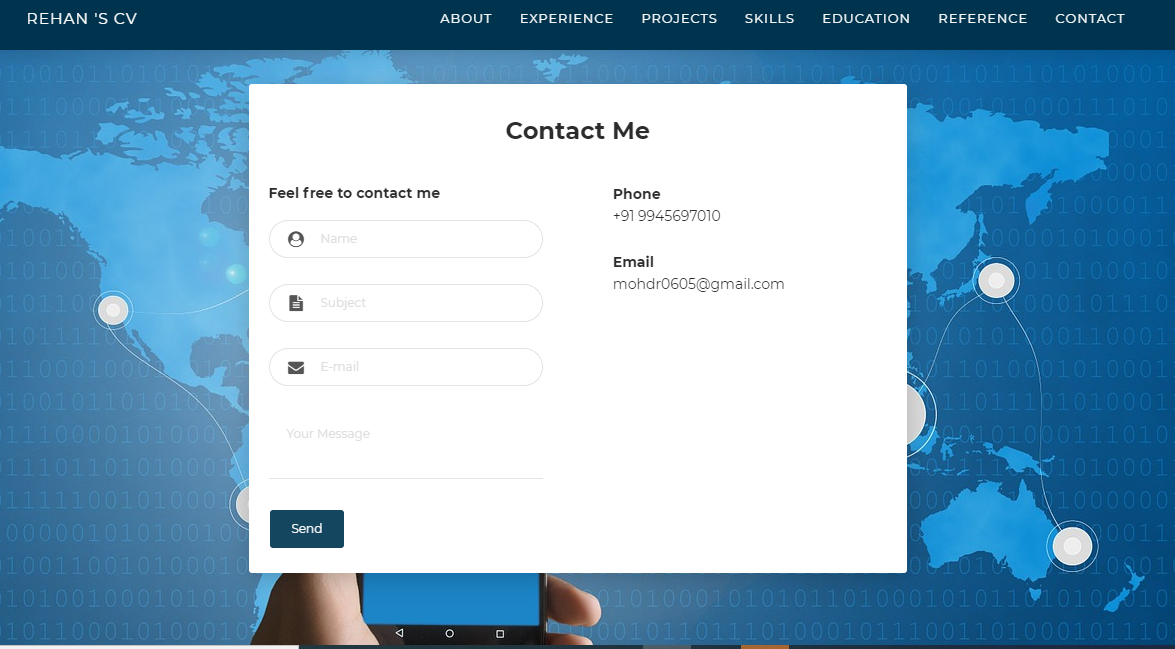 REHAN 'S CV
ABOUT EXPERIENCE PROJECTS SKILLS EDUCATION REFERENCE CONTACT
Contact Me
Feel free to contact me
Name
Subject
E-mail
Your Message
Send
Phone
+91 9945697010
Email
mohdr0605@gmail.com